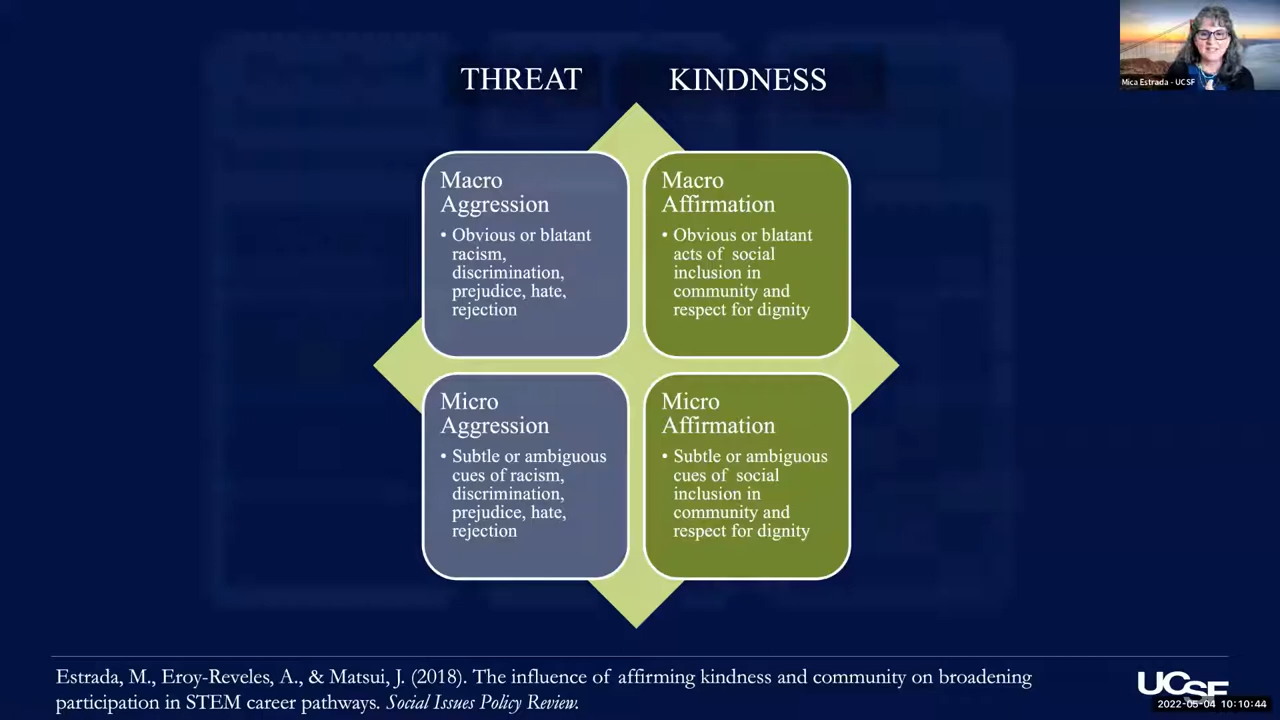 THREAT
KINDNESS
Mica Estrada - UCSF
Macro
Aggression
• Obvious or blatant
racism,
discrimination,
prejudice, hate,
rejection
Macro
Affirmation
• Obvious or blatant
acts of social
inclusion in
community and
respect for dignity
Micro
Aggression
• Subtle or ambiguous
cues of racism,
discrimination,
prejudice, hate,
rejection
Micro
Affirmation
• Subtle or ambiguous
cues of social
inclusion in
community and
respect for dignity
Estrada, M., Eroy-Reveles, A., & Matsui, J. (2018). The influence of affirming kindness and community on broadening
participation in STEM career pathways. Social Issues Policy Review.
UCSF
2022-05-04 10:10:44